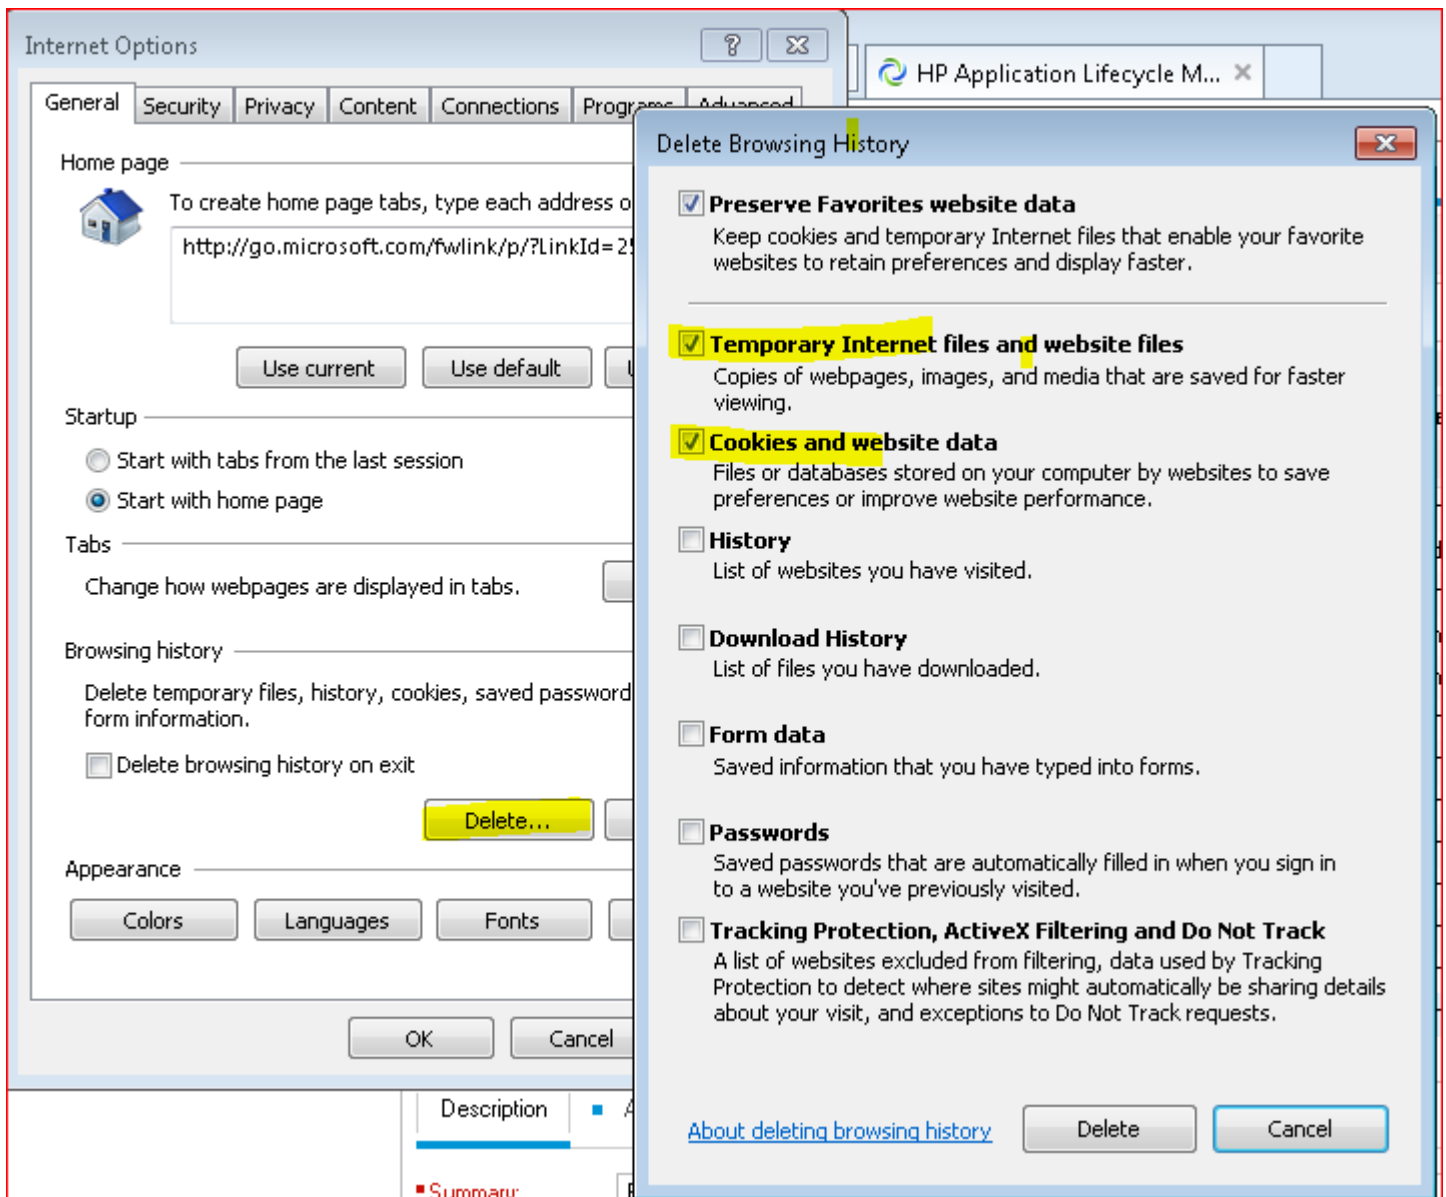 Internet Options
HP Application Lifecycle M...
General Security Privacy Content Connections Programs Advanced
Home page
To create home page tabs, type each address o
http://go.microsoft.com/fwlink/p/?LinkId=25
Use current Use default
Startup
Start with tabs from the last session
Start with home page
Tabs
Change how webpages are displayed in tabs.
Browsing history
Delete temporary files, history, cookies, saved password
form information.
Delete browsing history on exit
Delete...
Appearance
Colors Languages Fonts
OK Cancel
Description
Summary:
Delete Browsing History
Preserve Favorites website data
Keep cookies and temporary Internet files that enable your favorite
websites to retain preferences and display faster.
Temporary Internet files and website files
Copies of webpages, images, and media that are saved for faster
viewing.
Cookies and website data
Files or databases stored on your computer by websites to save
preferences or improve website performance.
History
List of websites you have visited.
Download History
List of files you have downloaded.
Form data
Saved information that you have typed into forms.
Passwords
Saved passwords that are automatically filled in when you sign in
to a website you've previously visited.
Tracking Protection, ActiveX Filtering and Do Not Track
A list of websites excluded from filtering, data used by Tracking
Protection to detect where sites might automatically be sharing details
about your visit, and exceptions to Do Not Track requests.
About deleting browsing history Delete Cancel